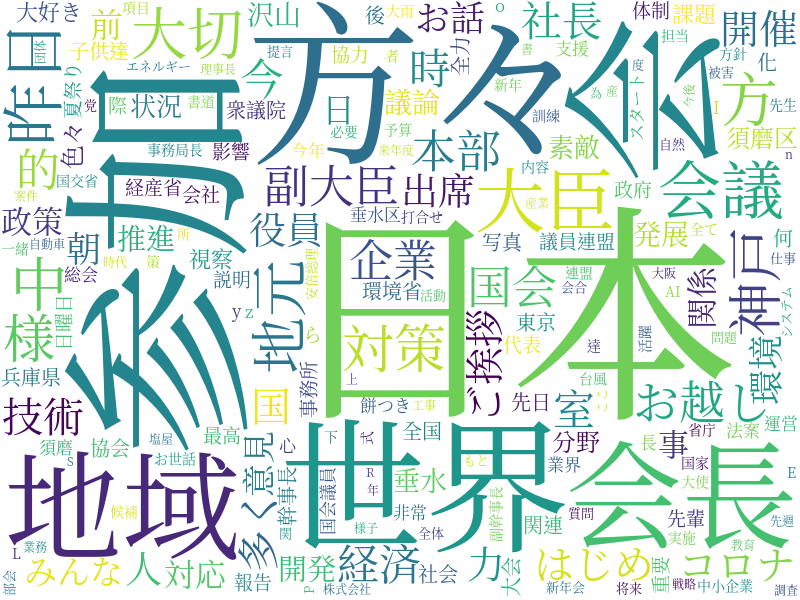 大好き
項目
大雨
提言
o
お話
社長
体制
課題
担当
前
沢山
後
協力
者
書
支援
度
方針
昨日
団体
子供達
エネルギー
理事長
大切
方々
会
開催
化
党
夏祭り
際
書道
今
時
全力
新年
被害
色々
状況
衆議院
日
必要
議論
訓練
スタート
為
産
今後
I
先生
参加
事務局長
影響
今年
予算
来年度
本部
方
須磨区
n
的
国交省
経産省
会社
副大臣
出席
大臣
素敵
内容
自然
会議
案件
政策
朝
推進
役員
垂水区
打合せ
産業
政府
一緒
自動車
所
視察
企業
写真
議員連盟
発展
全て
何
中
総会
時代
策
説明
安倍総理
環境省
活動
国会
連盟
会合
大阪
関係
神戸
仕事
システム
様
日曜日
y
z
地元
ら
日本
東京
AI
兵庫県
事務所
対策
代表
ご挨拶
達
活躍
問題
環境
技術
国
上
餅つき
工事
先日
室
台風
ここ
お越し
運営
須磨
塩屋
協会
最高
心
下
式
全国
分野
事
長
省庁
法案
地域
S
お世話
多く
意見
幹事長
国会議員
R
年
垂水
もと
業界
国家
大使
E
候補
関
世界
様子
非常
副幹事長
関連
質問
先輩
先週
会長
L
業務
人
対応
開発
経済
社会
全体
力
大会
はじめ
実施
重要
教育
コロナ
部会
みんな
報告
P
株式会社
新年会
将来
戦略
中小企業
調査